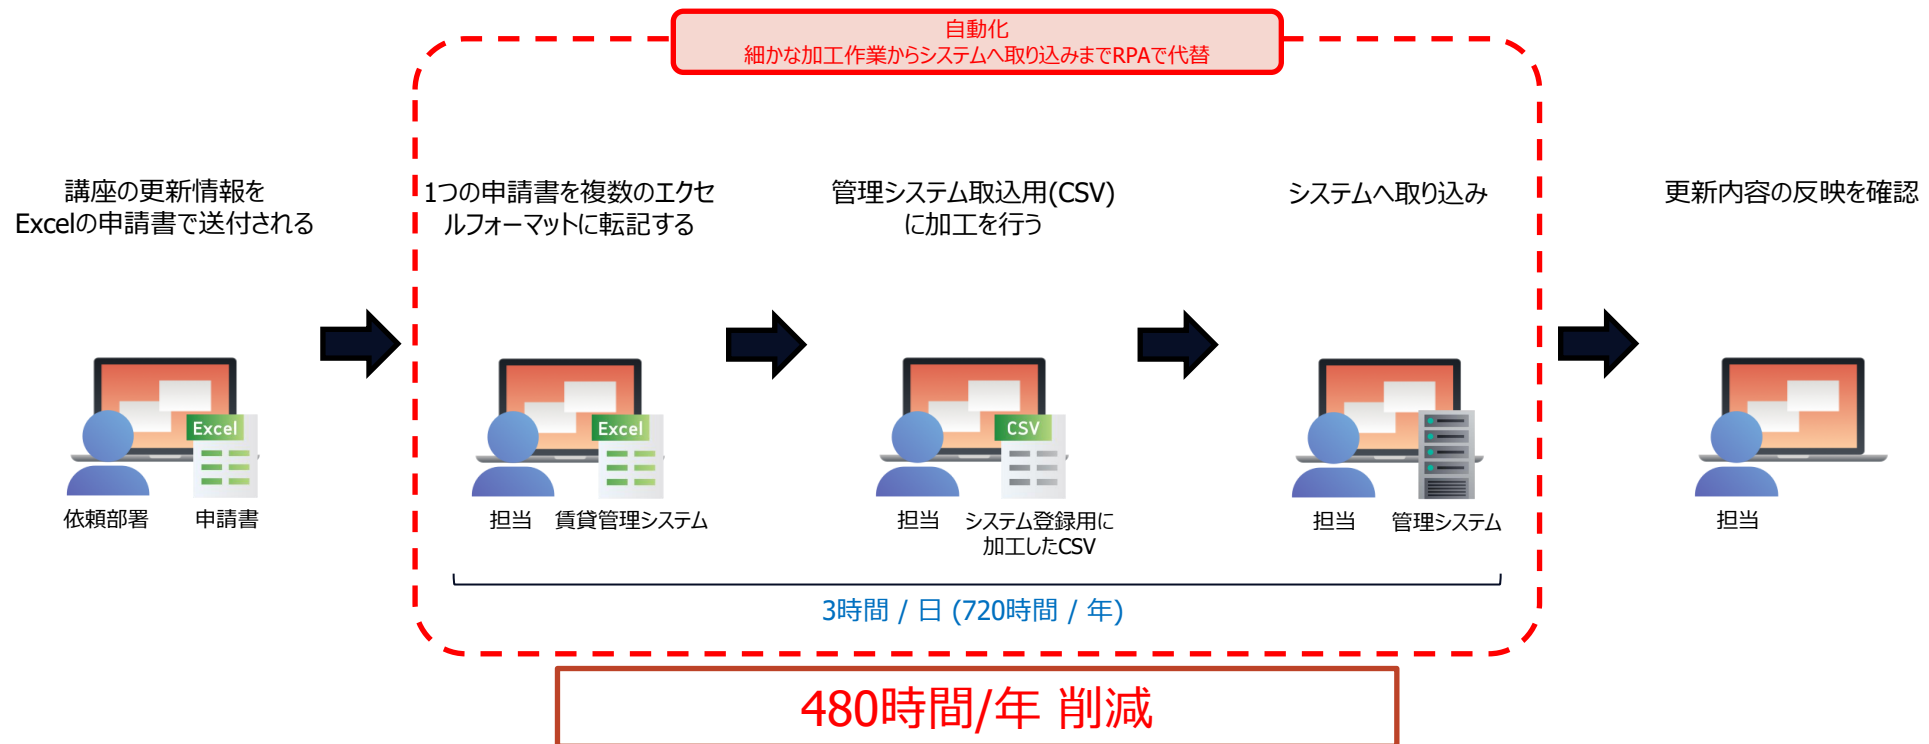 自動化
細かな加工作業からシステムへ取り込みまでRPAで代替
講座の更新情報を
Excelの申請書で送付される
1つの申請書を複数のエクセ
ルフォーマットに転記する
管理システム取込用(CSV)
に加工を行う
システムへ取り込み
更新内容の反映を確認
Excel
Excel
CSV
依頼部署
申請書
担当
賃貸管理システム
担当
システム登録用に
加工したCSV
担当
管理システム
担当
3時間 / 日 (720時間 / 年)
480時間/年 削減